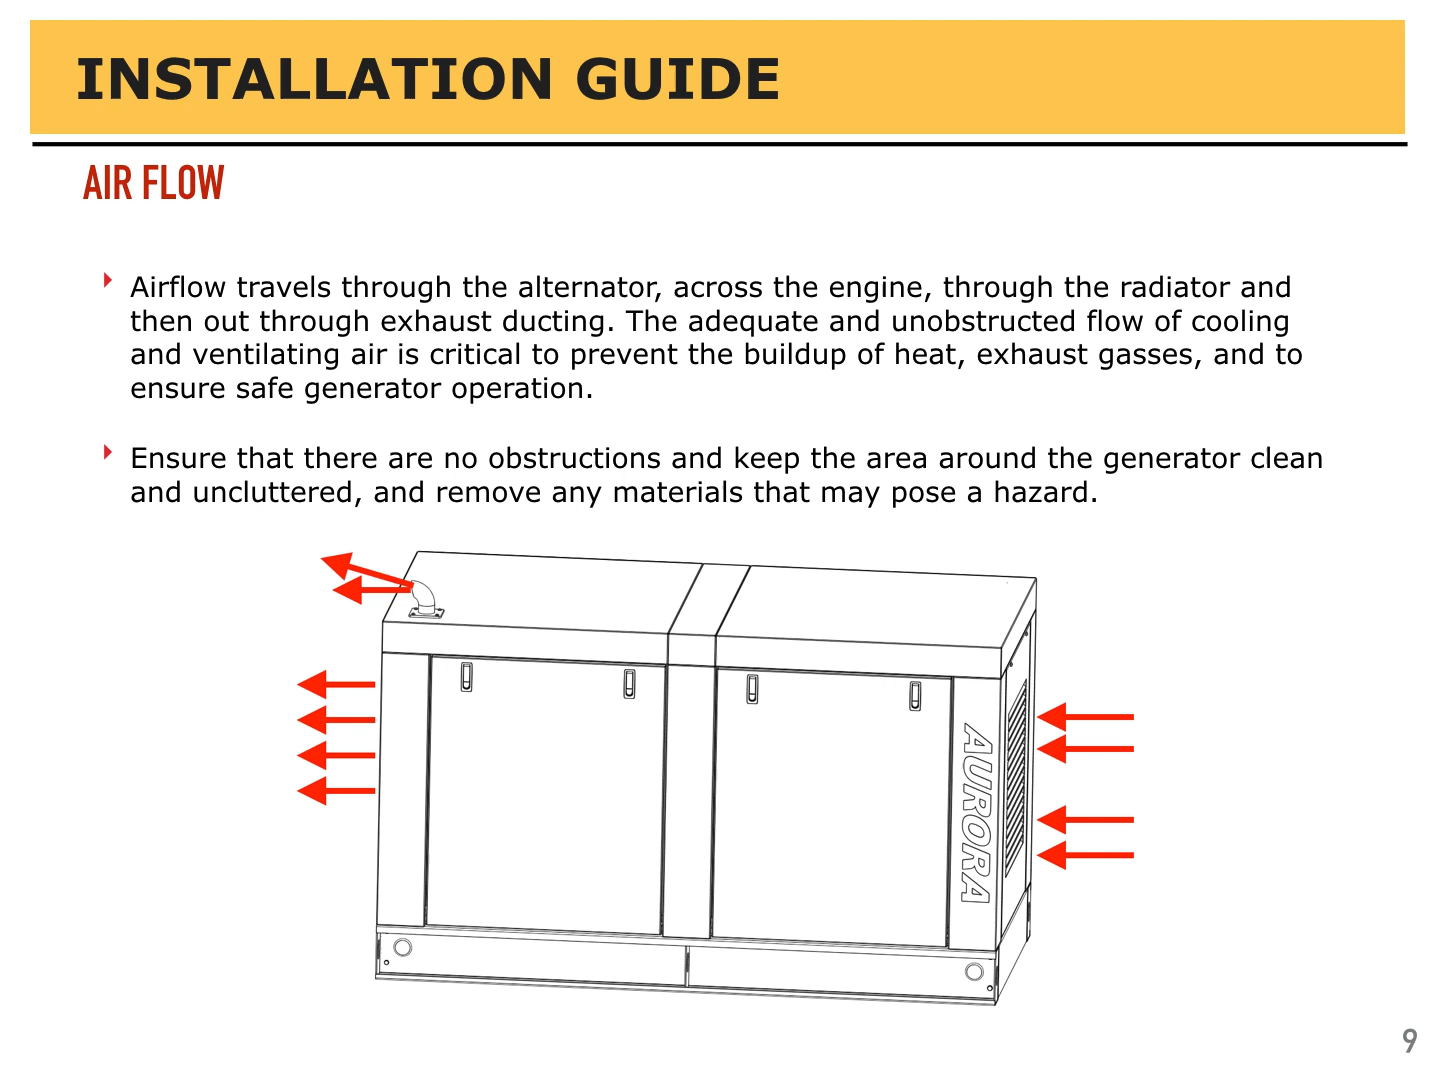 INSTALLATION GUIDE
AIR FLOW
Airflow travels through the alternator, across the engine, through the radiator and
then out through exhaust ducting. The adequate and unobstructed flow of cooling
and ventilating air is critical to prevent the buildup of heat, exhaust gasses, and to
ensure safe generator operation.
Ensure that there are no obstructions and keep the area around the generator clean
and uncluttered, and remove any materials that may pose a hazard.
AURORA
9